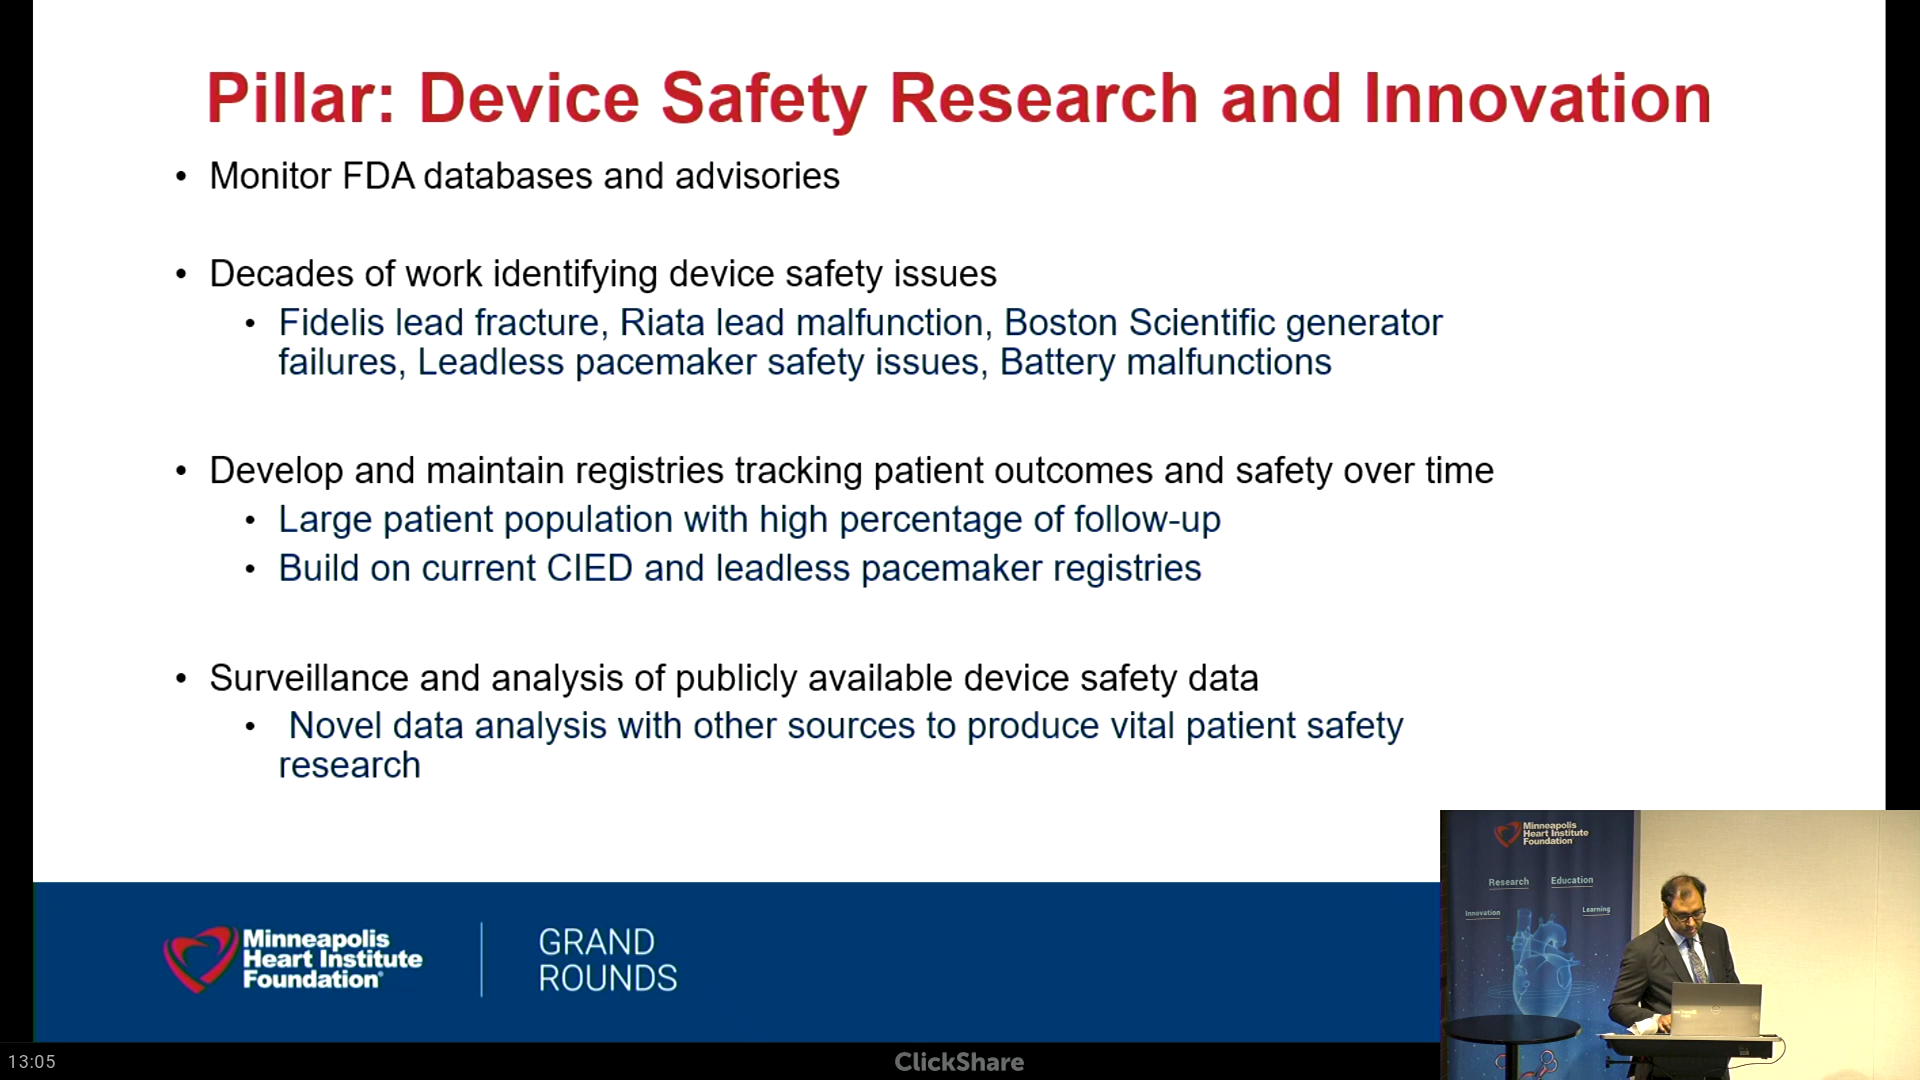 Pillar: Device Safety Research and Innovation
• Monitor FDA databases and advisories
• Decades of work identifying device safety issues
• Fidelis lead fracture, Riata lead malfunction, Boston Scientific generator
failures, Leadless pacemaker safety issues, Battery malfunctions
• Develop and maintain registries tracking patient outcomes and safety over time
• Large patient population with high percentage of follow-up
• Build on current CIED and leadless pacemaker registries
• Surveillance and analysis of publicly available device safety data
• Novel data analysis with other sources to produce vital patient safety
research
Minneapolis
Heart Institute
Foundation
GRAND
ROUNDS
Minneapolis
Heart Institute
Foundation
Research
Education
Innovation
Learning
13:05
ClickShare